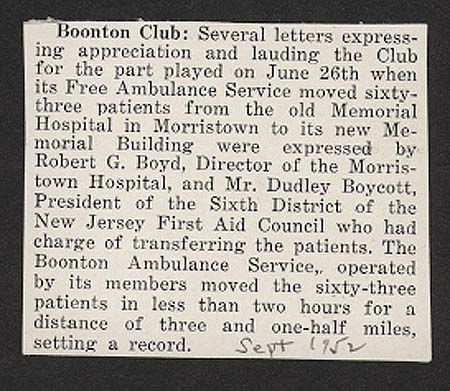 Boonton Club: Several letters express-
ing appreciation and lauding the Club
for the part played on June 26th when
its Free Ambulance Service moved sixty-
three patients from the old Memorial
Hospital in Morristown to its new Me-
morial Building were expressed by
Robert G. Boyd, Director of the Morris-
town Hospital, and Mr. Dudley Boycott,
President of the Sixth District of the
New Jersey First Aid Council who had
charge of transferring the patients. The
Boonton Ambulance Service, operated
by its members moved the sixty-three
patients in less than two hours for a
distance of three and one-half miles,
setting a record. Sept 1952